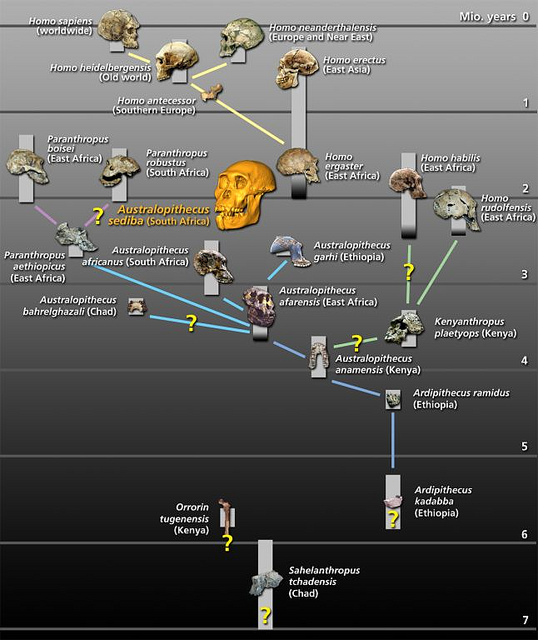 Mio. years 0
Homo sapiens
(worldwide)
Homo neanderthalensis
(Europe and Near East)
Homo heidelbergensis
(Old world)
Homo erectus
(East Asia)
Homo antecessor
(Southern Europe)
1
Paranthropus
boisei
(East Africa)
Paranthropus
robustus
(South Africa)
Homo
ergaster
(East Africa)
Homo habilis
(East Africa)
2
Homo
rudolfensis
(East Africa)
?
Australopithecus
sediba (South Africa)
Paranthropus
aethiopicus
(East Africa)
Australopithecus
africanus (South Africa)
Australopithecus
garhi (Ethiopia)
?
3
Australopithecus
bahrelghazali (Chad)
Australopithecus
afarensis (East Africa)
?
Kenyanthropus
plaetyops (Kenya)
?
Australopithecus
anamensis (Kenya)
4
Ardipithecus ramidus
(Ethiopia)
5
Ardipithecus
kadabba
(Ethiopia)
?
Orrorin
tugenensis
(Kenya)
?
6
Sahelanthropus
tchadensis
(Chad)
?
7